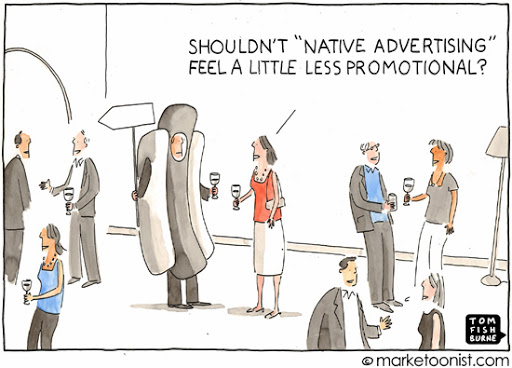 SHOULDN'T "NATIVE ADVERTISING"
FEEL A LITTLE LESS PROMOTIONAL?
TOM
FISH
BURNE
© marketoonist.com